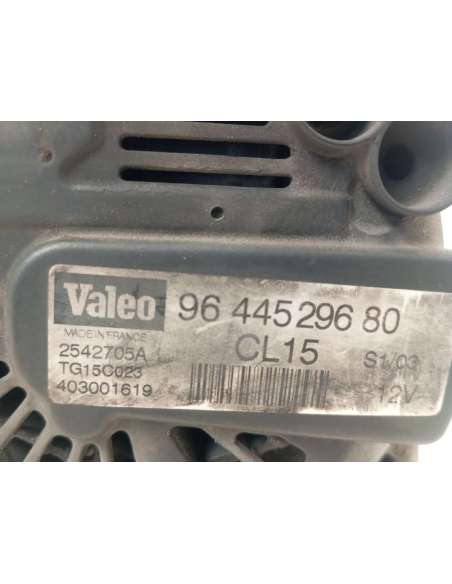 Valeo 96 445 296 80
MADE IN FRANCE
2542705A CL15 S1/03
TG15C023
403001619 12V